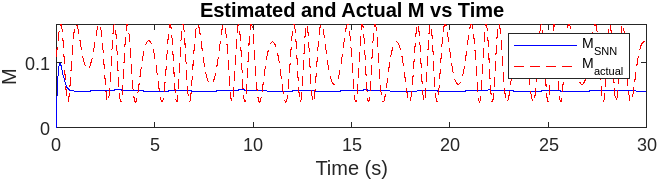 Estimated and Actual M vs Time
M
0.1
0
M_SNN
M_actual
0 5 10 15 20 25 30
Time (s)